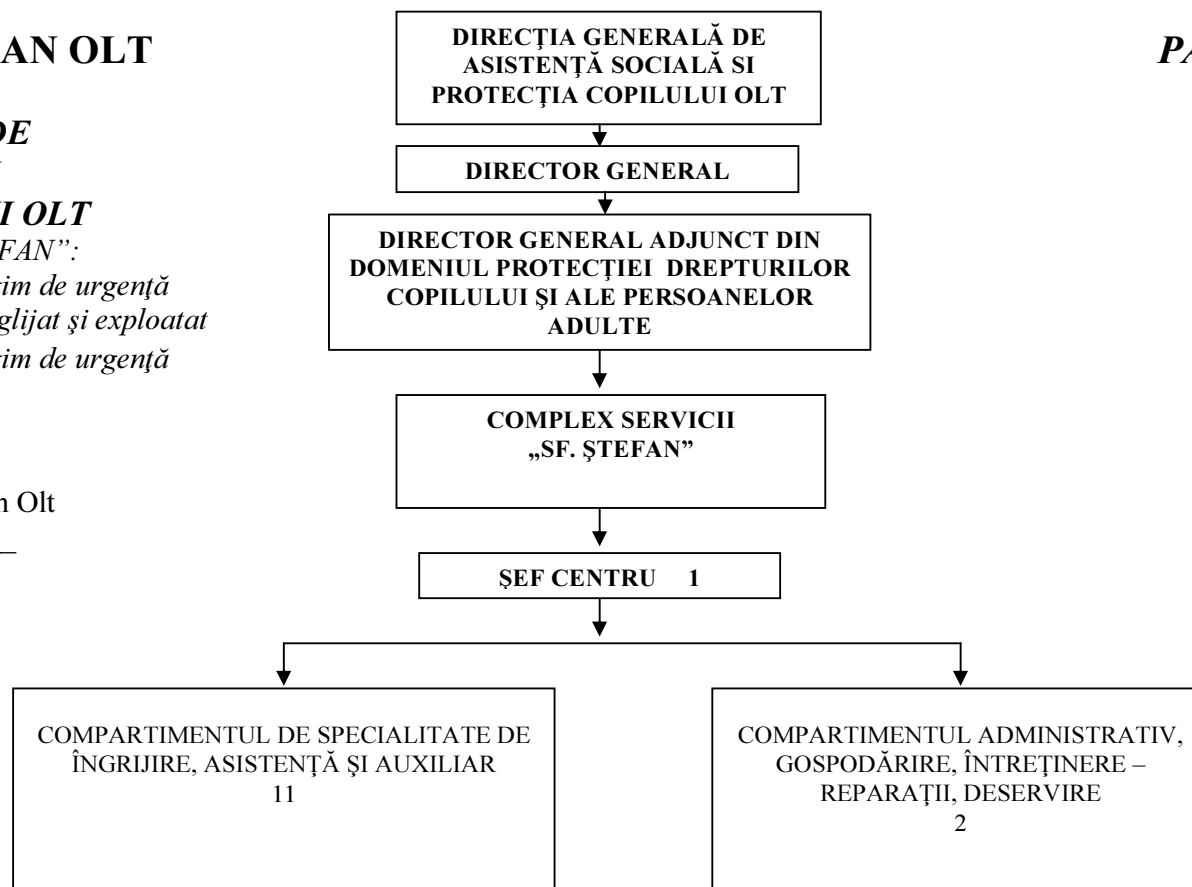 AN OLT
DE
I OLT
FAN”:
im de urgenţă
glijat şi exploatat
im de urgenţă
n Olt
–
PA
DIRECŢIA GENERALĂ DE
ASISTENŢĂ SOCIALĂ SI
PROTECŢIA COPILULUI OLT
DIRECTOR GENERAL
DIRECTOR GENERAL ADJUNCT DIN
DOMENIUL PROTECŢIEI DREPTURILOR
COPILULUI ŞI ALE PERSOANELOR
ADULTE
COMPLEX SERVICII
„SF. ŞTEFAN”
ŞEF CENTRU 1
COMPARTIMENTUL DE SPECIALITATE DE
ÎNGRIJIRE, ASISTENŢĂ ŞI AUXILIAR
11
COMPARTIMENTUL ADMINISTRATIV,
GOSPODĂRIRE, ÎNTREŢINERE –
REPARAŢII, DESERVIRE
2